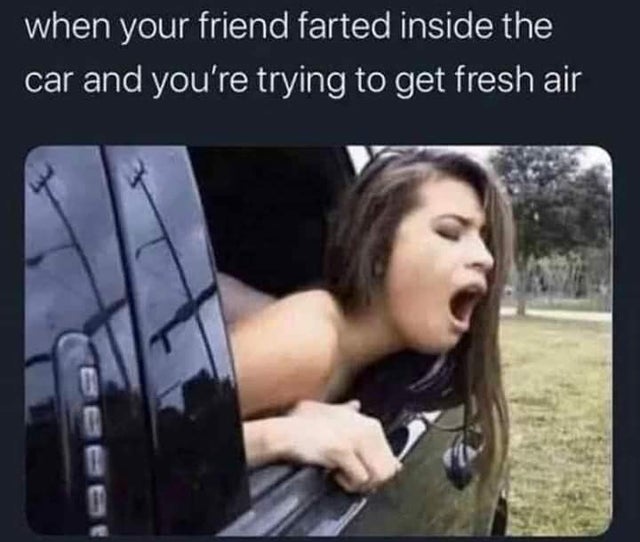 when your friend farted inside the
car and you're trying to get fresh air